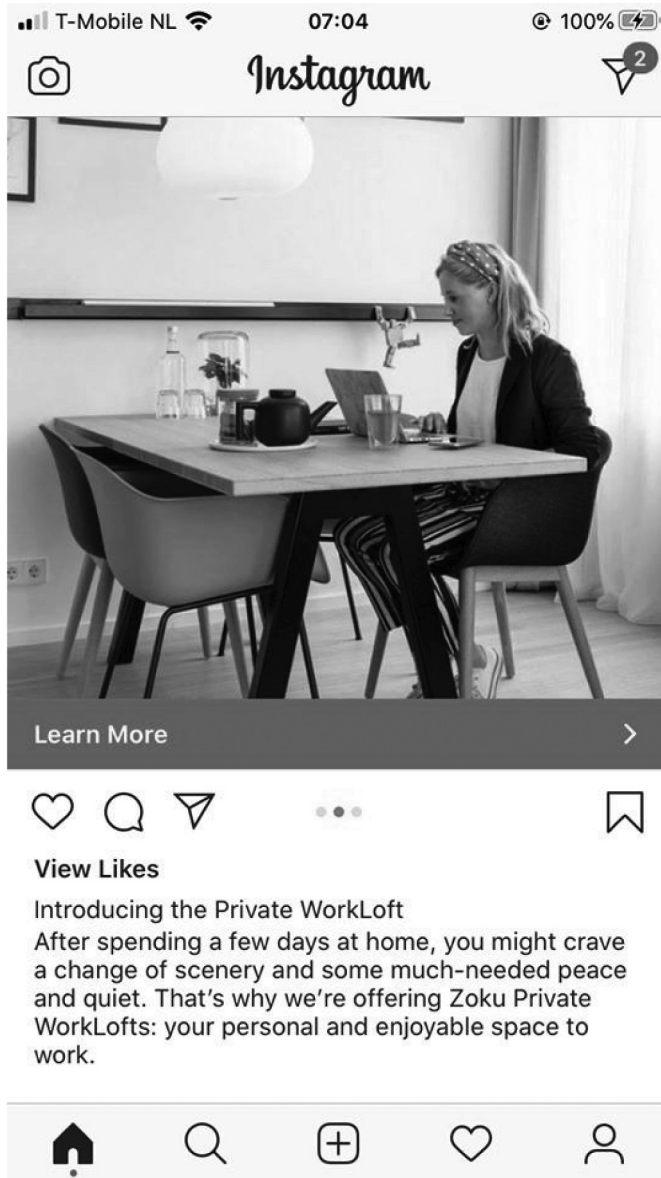 T-Mobile NL 07:04 100%
Instagram 2
Learn More
View Likes
Introducing the Private WorkLoft
After spending a few days at home, you might crave
a change of scenery and some much-needed peace
and quiet. That’s why we’re offering Zoku Private
WorkLofts: your personal and enjoyable space to
work.